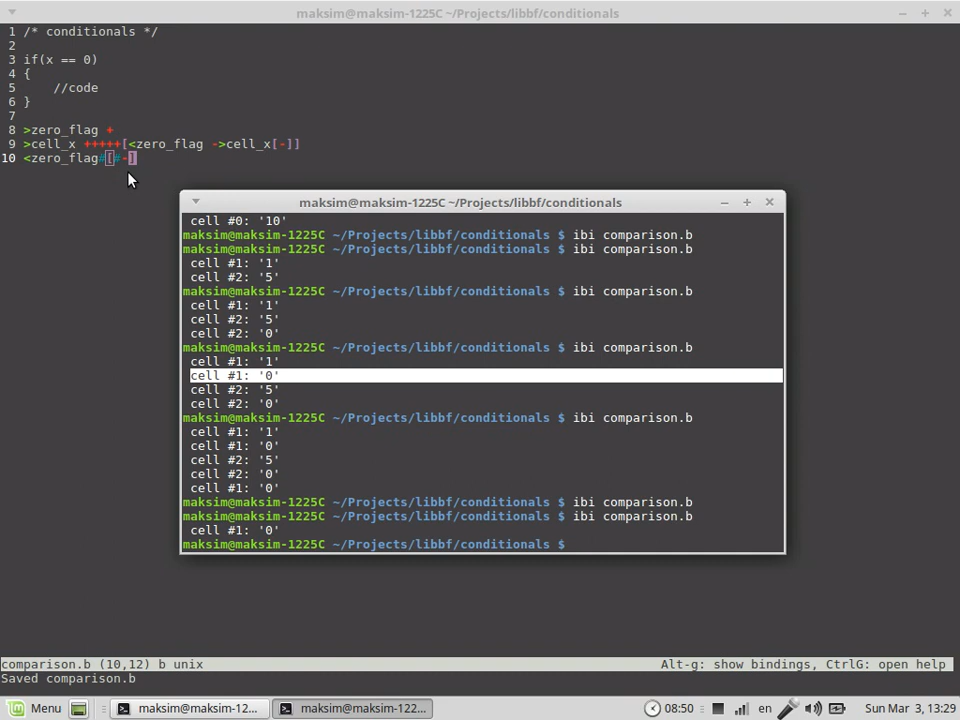 maksim@maksim-1225C ~/Projects/libbf/conditionals
1 /* conditionals */
2
3 if(x == 0)
4 {
5     //code
6 }
7
8 >zero_flag +
9 >cell_x +++++[<zero_flag ->cell_x[-]]
10 <zero_flag#[#-]
maksim@maksim-1225C ~/Projects/libbf/conditionals
cell #0: '10'
maksim@maksim-1225C ~/Projects/libbf/conditionals $ ibi comparison.b
maksim@maksim-1225C ~/Projects/libbf/conditionals $ ibi comparison.b
cell #1: '1'
cell #2: '5'
maksim@maksim-1225C ~/Projects/libbf/conditionals $ ibi comparison.b
cell #1: '1'
cell #2: '5'
cell #2: '0'
maksim@maksim-1225C ~/Projects/libbf/conditionals $ ibi comparison.b
cell #1: '1'
cell #1: '0'
cell #2: '5'
cell #2: '0'
maksim@maksim-1225C ~/Projects/libbf/conditionals $ ibi comparison.b
cell #1: '1'
cell #1: '0'
cell #2: '5'
cell #2: '0'
cell #1: '0'
maksim@maksim-1225C ~/Projects/libbf/conditionals $ ibi comparison.b
maksim@maksim-1225C ~/Projects/libbf/conditionals $ ibi comparison.b
cell #1: '0'
maksim@maksim-1225C ~/Projects/libbf/conditionals $
comparison.b (10,12) b unix Alt-g: show bindings, CtrlG: open help
Saved comparison.b
Menu maksim@maksim-12... maksim@maksim-122... 08:50 en Sun Mar 3, 13:29